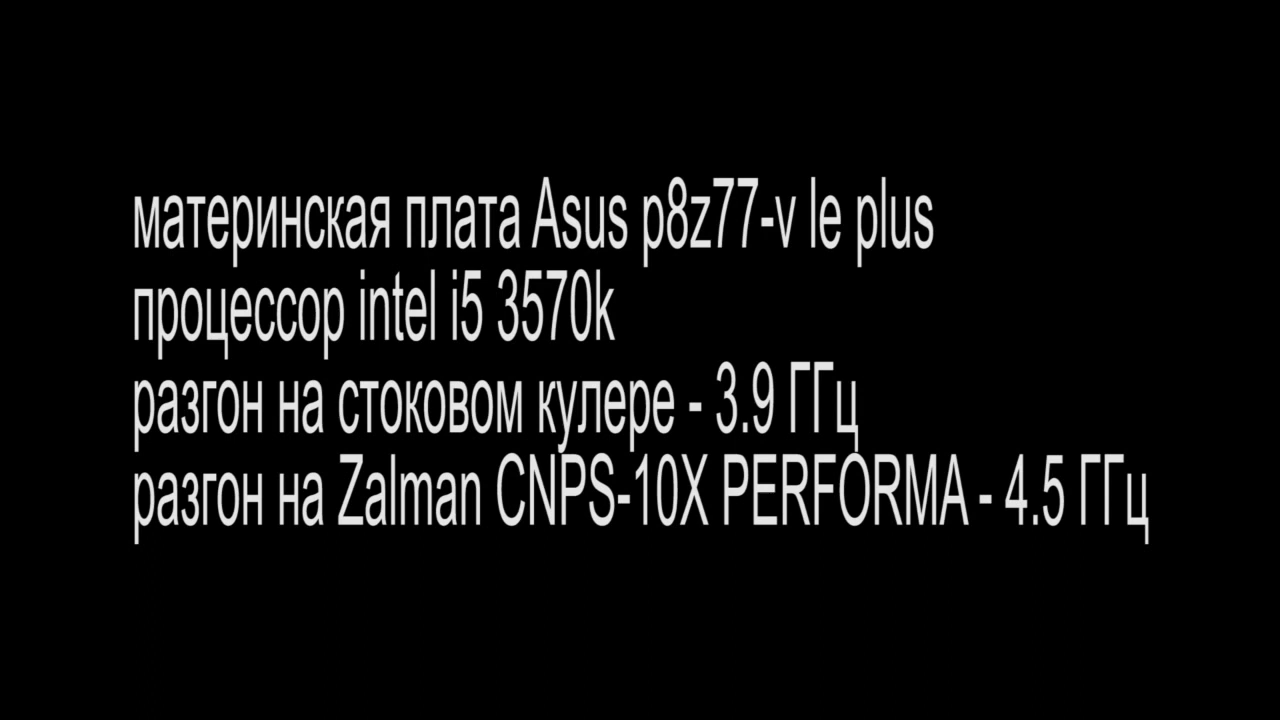 материнская плата Asus p8z77-v le plus
процессор intel i5 3570k
разгон на стоковом кулере - 3.9 ГГц
разгон на Zalman CNPS-10X PERFORMA - 4.5 ГГц